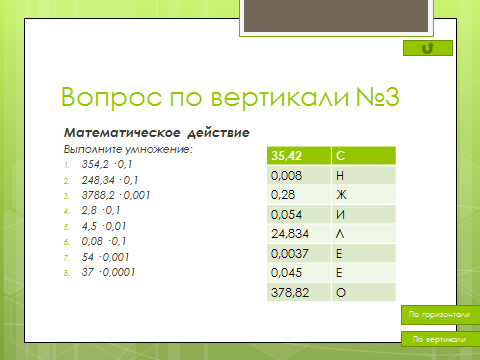 Вопрос по вертикали №3
Математическое действие
Выполните умножение:
1. 354,2 ·0,1
2. 248,34 ·0,1
3. 3788,2 ·0,001
4. 2,8 ·0,1
5. 4,5 ·0,01
6. 0,08 ·0,1
7. 54 ·0,001
8. 37 ·0,0001
35,42 С
0,008 Н
0,28 Ж
0,054 И
24,834 Л
0,0037 Е
0,045 Е
378,82 О
По горизонтали
По вертикали